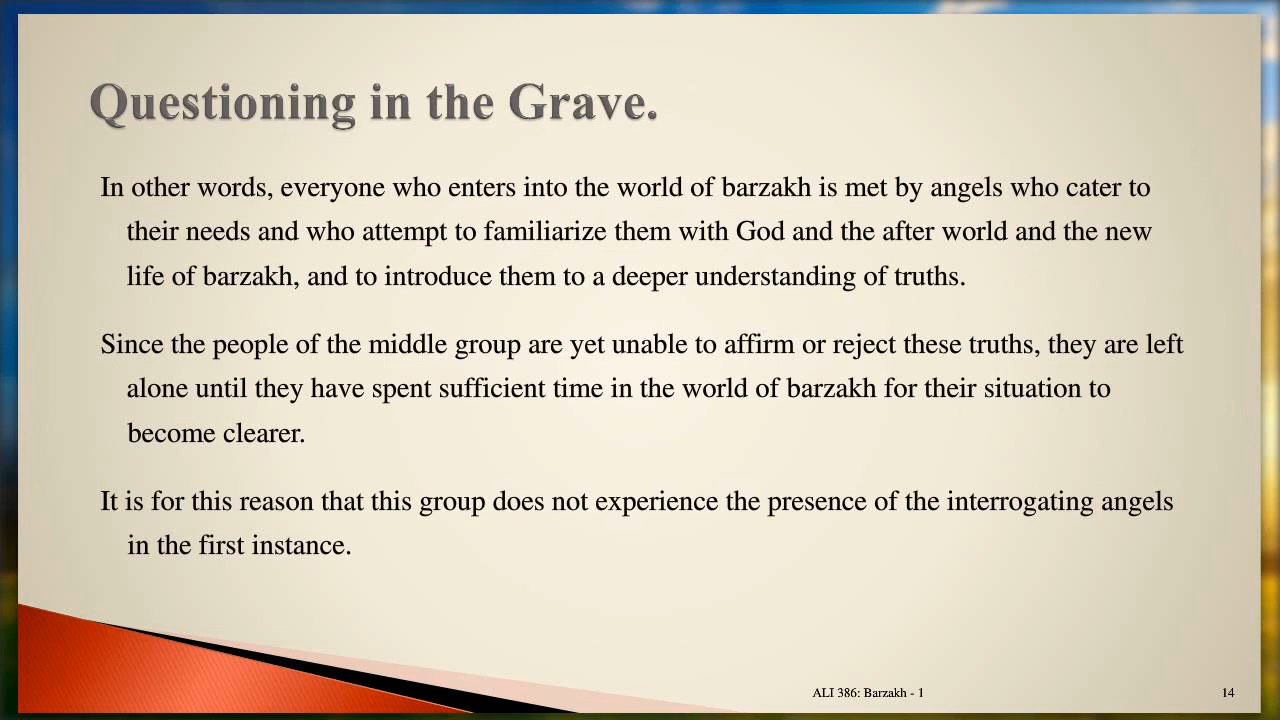 Questioning in the Grave.
In other words, everyone who enters into the world of barzakh is met by angels who cater to
their needs and who attempt to familiarize them with God and the after world and the new
life of barzakh, and to introduce them to a deeper understanding of truths.
Since the people of the middle group are yet unable to affirm or reject these truths, they are left
alone until they have spent sufficient time in the world of barzakh for their situation to
become clearer.
It is for this reason that this group does not experience the presence of the interrogating angels
in the first instance.
ALI 386: Barzakh - 1
14